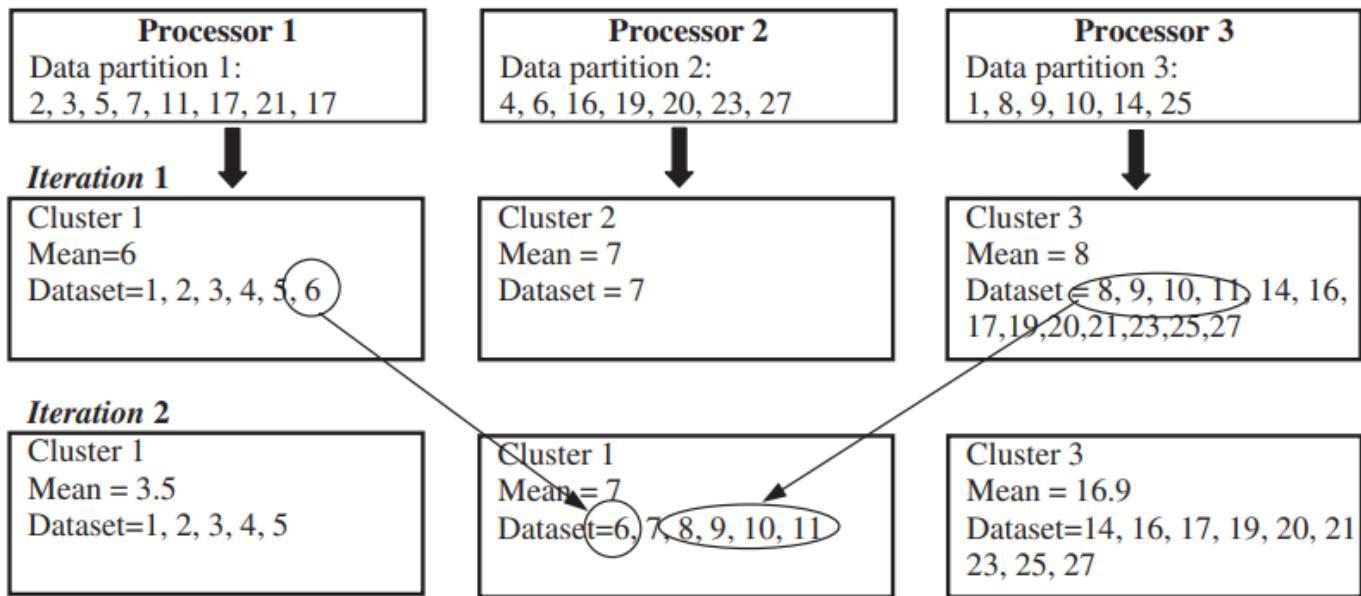 Processor 1
Data partition 1:
2, 3, 5, 7, 11, 17, 21, 17
Processor 2
Data partition 2:
4, 6, 16, 19, 20, 23, 27
Processor 3
Data partition 3:
1, 8, 9, 10, 14, 25
Iteration 1
Cluster 1
Mean=6
Dataset=1, 2, 3, 4, 5, 6
Cluster 2
Mean = 7
Dataset = 7
Cluster 3
Mean = 8
Dataset = 8, 9, 10, 11, 14, 16,
17,19,20,21,23,25,27
Iteration 2
Cluster 1
Mean = 3.5
Dataset=1, 2, 3, 4, 5
Cluster 1
Mean = 7
Dataset=6, 7, 8, 9, 10, 11
Cluster 3
Mean = 16.9
Dataset=14, 16, 17, 19, 20, 21
23, 25, 27